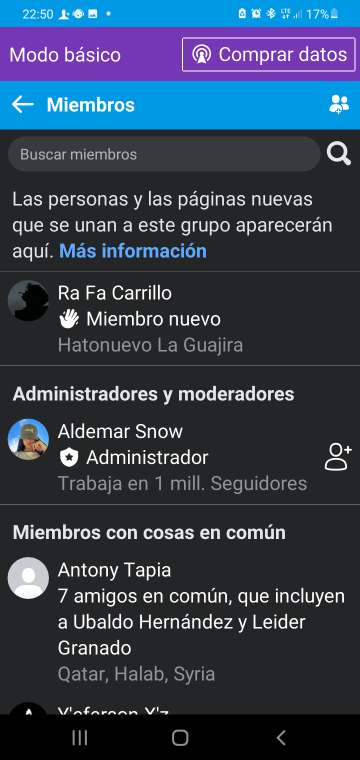 22:50
LTE 17%
Modo básico
Comprar datos
Miembros
Buscar miembros
Las personas y las páginas nuevas
que se unan a este grupo aparecerán
aquí. Más información
Ra Fa Carrillo
Miembro nuevo
Hatonuevo La Guajira
Administradores y moderadores
Aldemar Snow
Administrador
Trabaja en 1 mill. Seguidores
Miembros con cosas en común
Antony Tapia
7 amigos en común, que incluyen
a Ubaldo Hernández y Leider
Granado
Qatar, Halab, Syria
Y'eferson X'z